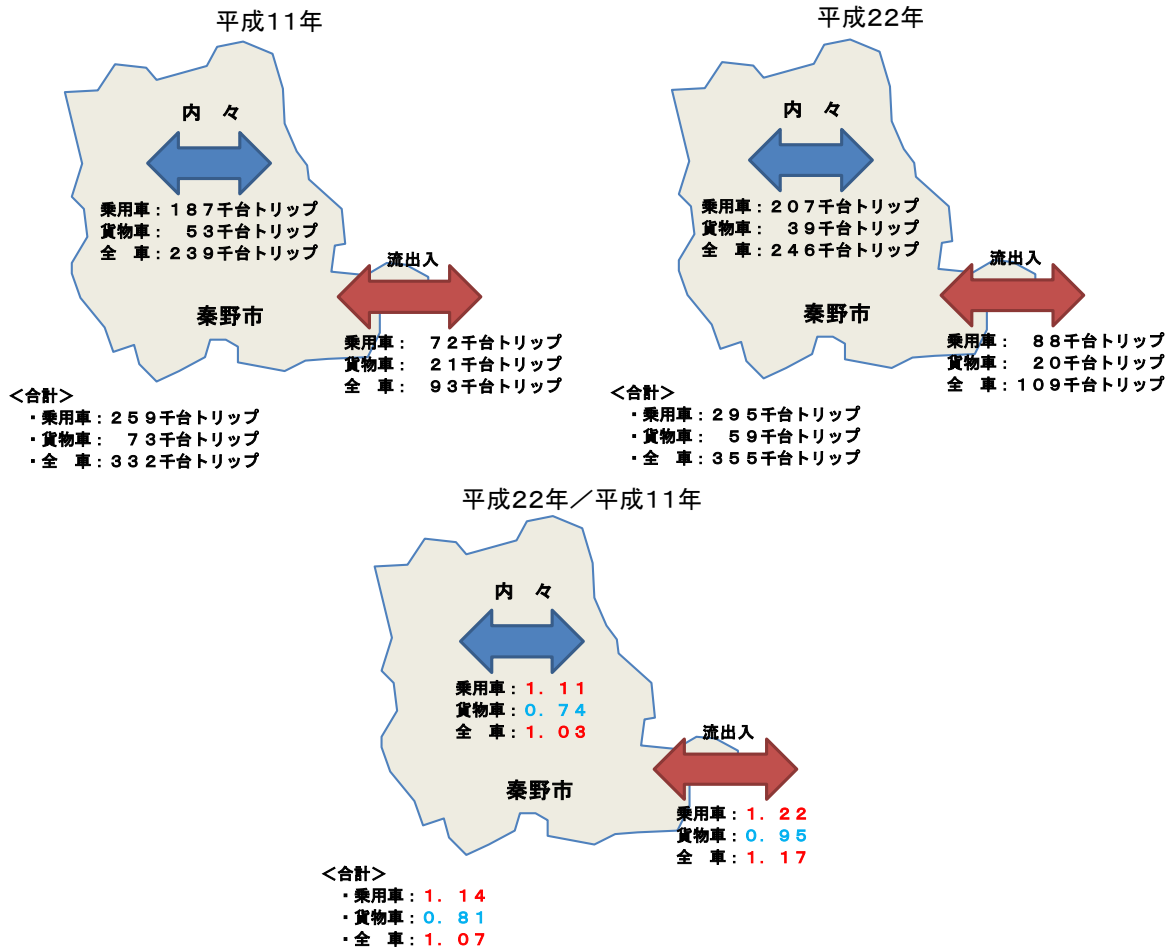 平成11年
内　々
乗用車：１８７千台トリップ
貨物車：　５３千台トリップ
全　車：２３９千台トリップ
流出入
秦野市
乗用車：　７２千台トリップ
貨物車：　２１千台トリップ
全　車：　９３千台トリップ
＜合計＞
・乗用車：２５９千台トリップ
・貨物車：　７３千台トリップ
・全　車：３３２千台トリップ
平成22年
内　々
乗用車：２０７千台トリップ
貨物車：　３９千台トリップ
全　車：２４６千台トリップ
流出入
秦野市
乗用車：　８８千台トリップ
貨物車：　２０千台トリップ
全　車：１０９千台トリップ
＜合計＞
・乗用車：２９５千台トリップ
・貨物車：　５９千台トリップ
・全　車：３５５千台トリップ
平成22年／平成11年
内　々
乗用車：１．１１
貨物車：０．７４
全　車：１．０３
流出入
秦野市
乗用車：１．２２
貨物車：０．９５
全　車：１．１７
＜合計＞
・乗用車：１．１４
・貨物車：０．８１
・全　車：１．０７